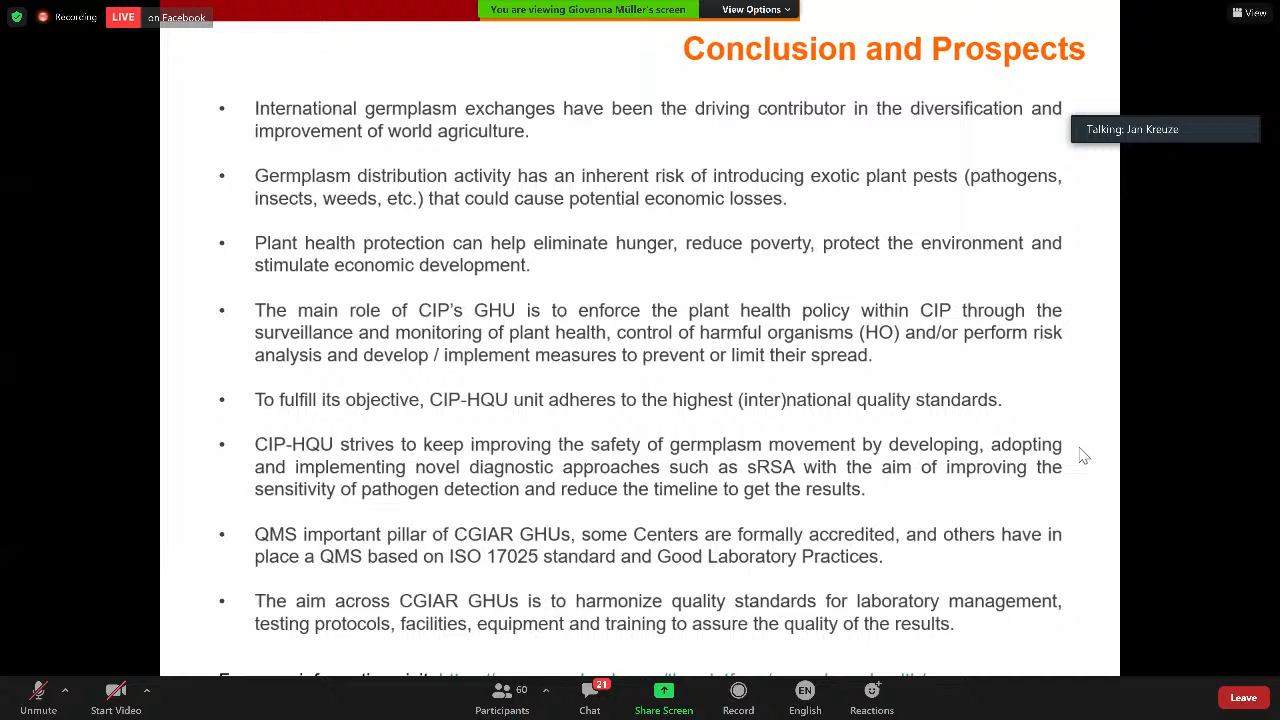 Recording
LIVE on Facebook
You are viewing Giovanna Müller's screen
View Options
View
Conclusion and Prospects
Talking: Jan Kreuze
• International germplasm exchanges have been the driving contributor in the diversification and
improvement of world agriculture.
• Germplasm distribution activity has an inherent risk of introducing exotic plant pests (pathogens,
insects, weeds, etc.) that could cause potential economic losses.
• Plant health protection can help eliminate hunger, reduce poverty, protect the environment and
stimulate economic development.
• The main role of CIP's GHU is to enforce the plant health policy within CIP through the
surveillance and monitoring of plant health, control of harmful organisms (HO) and/or perform risk
analysis and develop / implement measures to prevent or limit their spread.
• To fulfill its objective, CIP-HQU unit adheres to the highest (inter)national quality standards.
• CIP-HQU strives to keep improving the safety of germplasm movement by developing, adopting
and implementing novel diagnostic approaches such as sRSA with the aim of improving the
sensitivity of pathogen detection and reduce the timeline to get the results.
• QMS important pillar of CGIAR GHUs, some Centers are formally accredited, and others have in
place a QMS based on ISO 17025 standard and Good Laboratory Practices.
• The aim across CGIAR GHUs is to harmonize quality standards for laboratory management,
testing protocols, facilities, equipment and training to assure the quality of the results.
Unmute
Start Video
60
Participants
21
Chat
Share Screen
Record
EN
English
Reactions
Leave